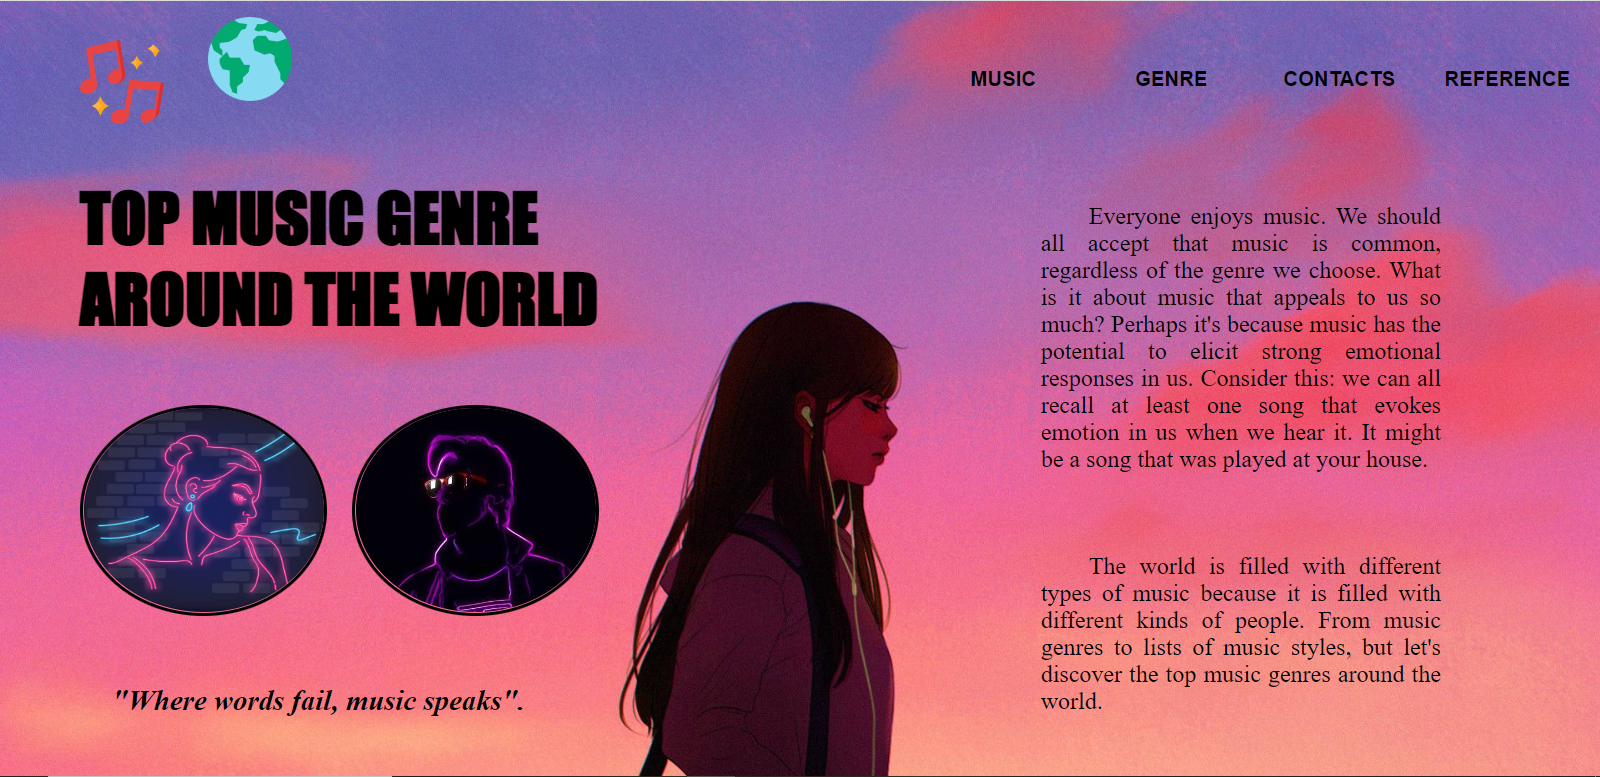 MUSIC GENRE CONTACTS REFERENCE
TOP MUSIC GENRE
AROUND THE WORLD
"Where words fail, music speaks".
Everyone enjoys music. We should
all accept that music is common,
regardless of the genre we choose. What
is it about music that appeals to us so
much? Perhaps it's because music has the
potential to elicit strong emotional
responses in us. Consider this: we can all
recall at least one song that evokes
emotion in us when we hear it. It might
be a song that was played at your house.
The world is filled with different
types of music because it is filled with
different kinds of people. From music
genres to lists of music styles, but let's
discover the top music genres around the
world.